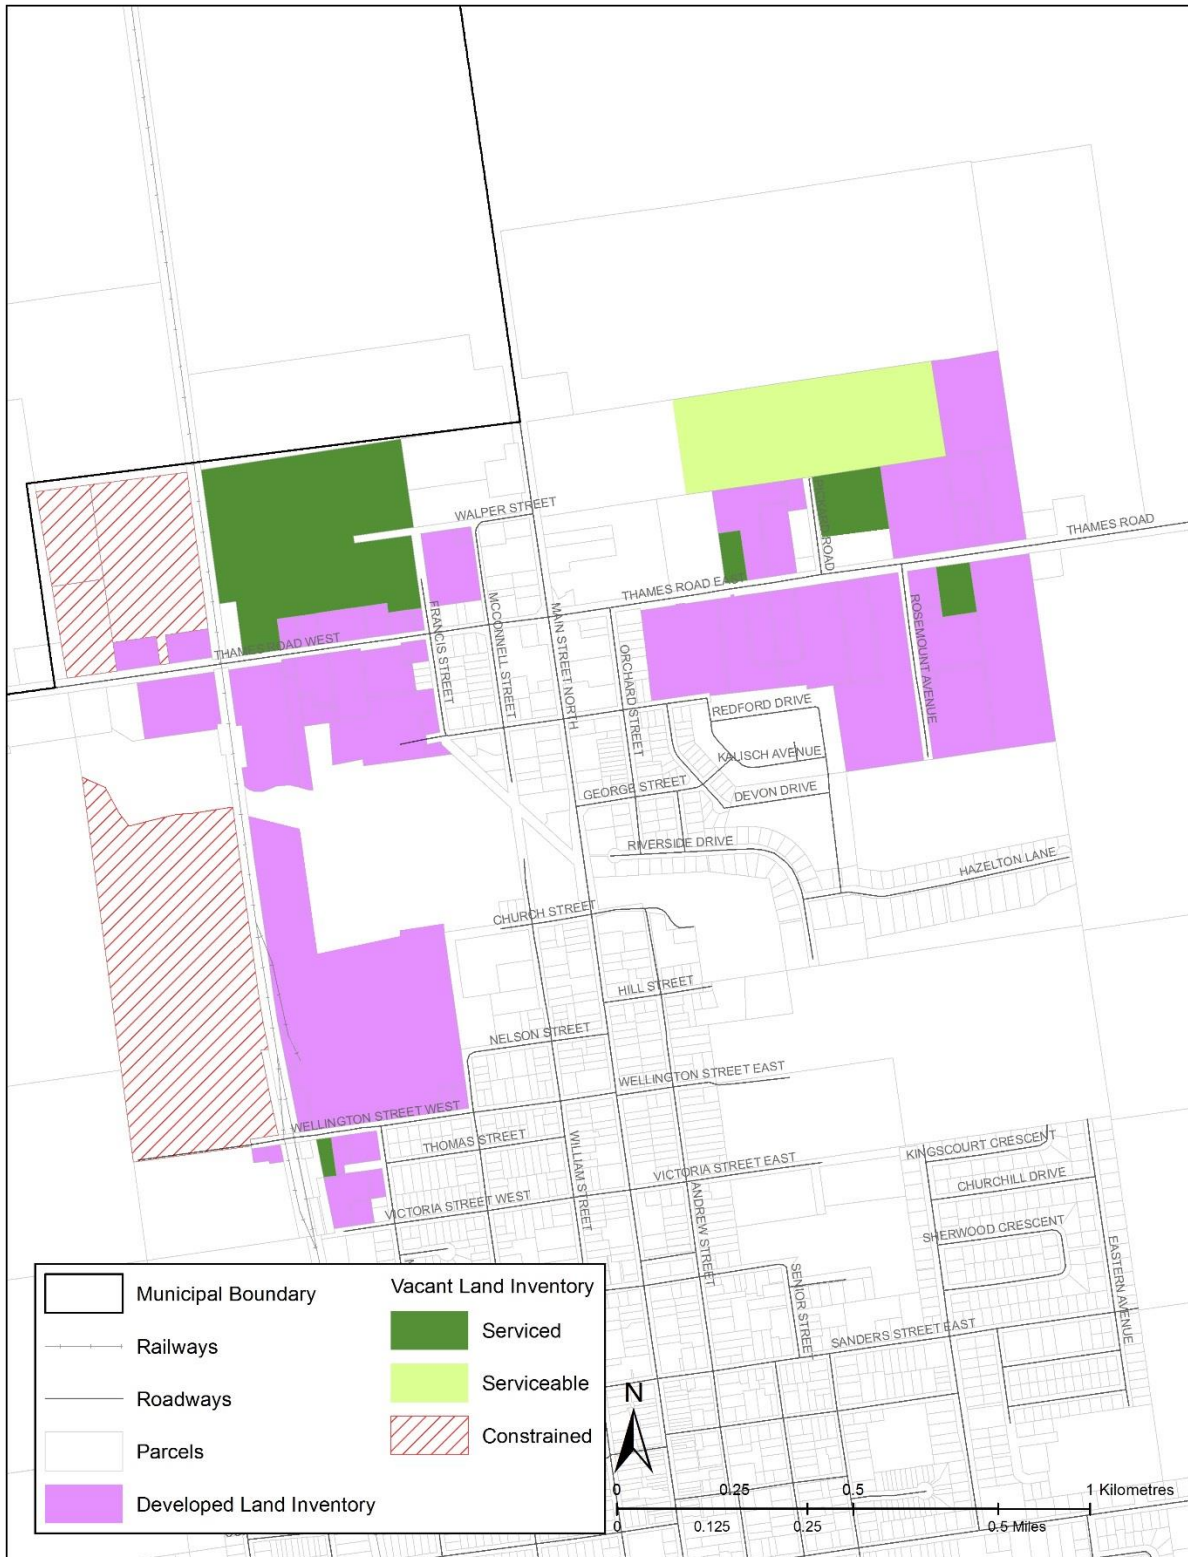 WALPER STREET
THAMES ROAD
THAMES ROAD EAST
ROAD
FRANCIS STREET
MCCONNELL STREET
MAIN STREET NORTH
THAMES ROAD WEST
ORCHARD STREET
ROSEMOUNT AVENUE
REDFORD DRIVE
KALISCH AVENUE
GEORGE STREET
DEVON DRIVE
RIVERSIDE DRIVE
HAZELTON LANE
CHURCH STREET
HILL STREET
NELSON STREET
WELLINGTON STREET EAST
WELLINGTON STREET WEST
THOMAS STREET
WILLIAM STREET
VICTORIA STREET EAST
VICTORIA STREET WEST
ANDREW STREET
KINGSCOURT CRESCENT
CHURCHILL DRIVE
SHERWOOD CRESCENT
EASTERN AVENUE
SENIOR STREET
SANDERS STREET EAST
Municipal Boundary
Railways
Roadways
Parcels
Developed Land Inventory
Vacant Land Inventory
Serviced
Serviceable
Constrained
N
0 0.25 0.5 1 Kilometres
0 0.125 0.25 0.5 Miles